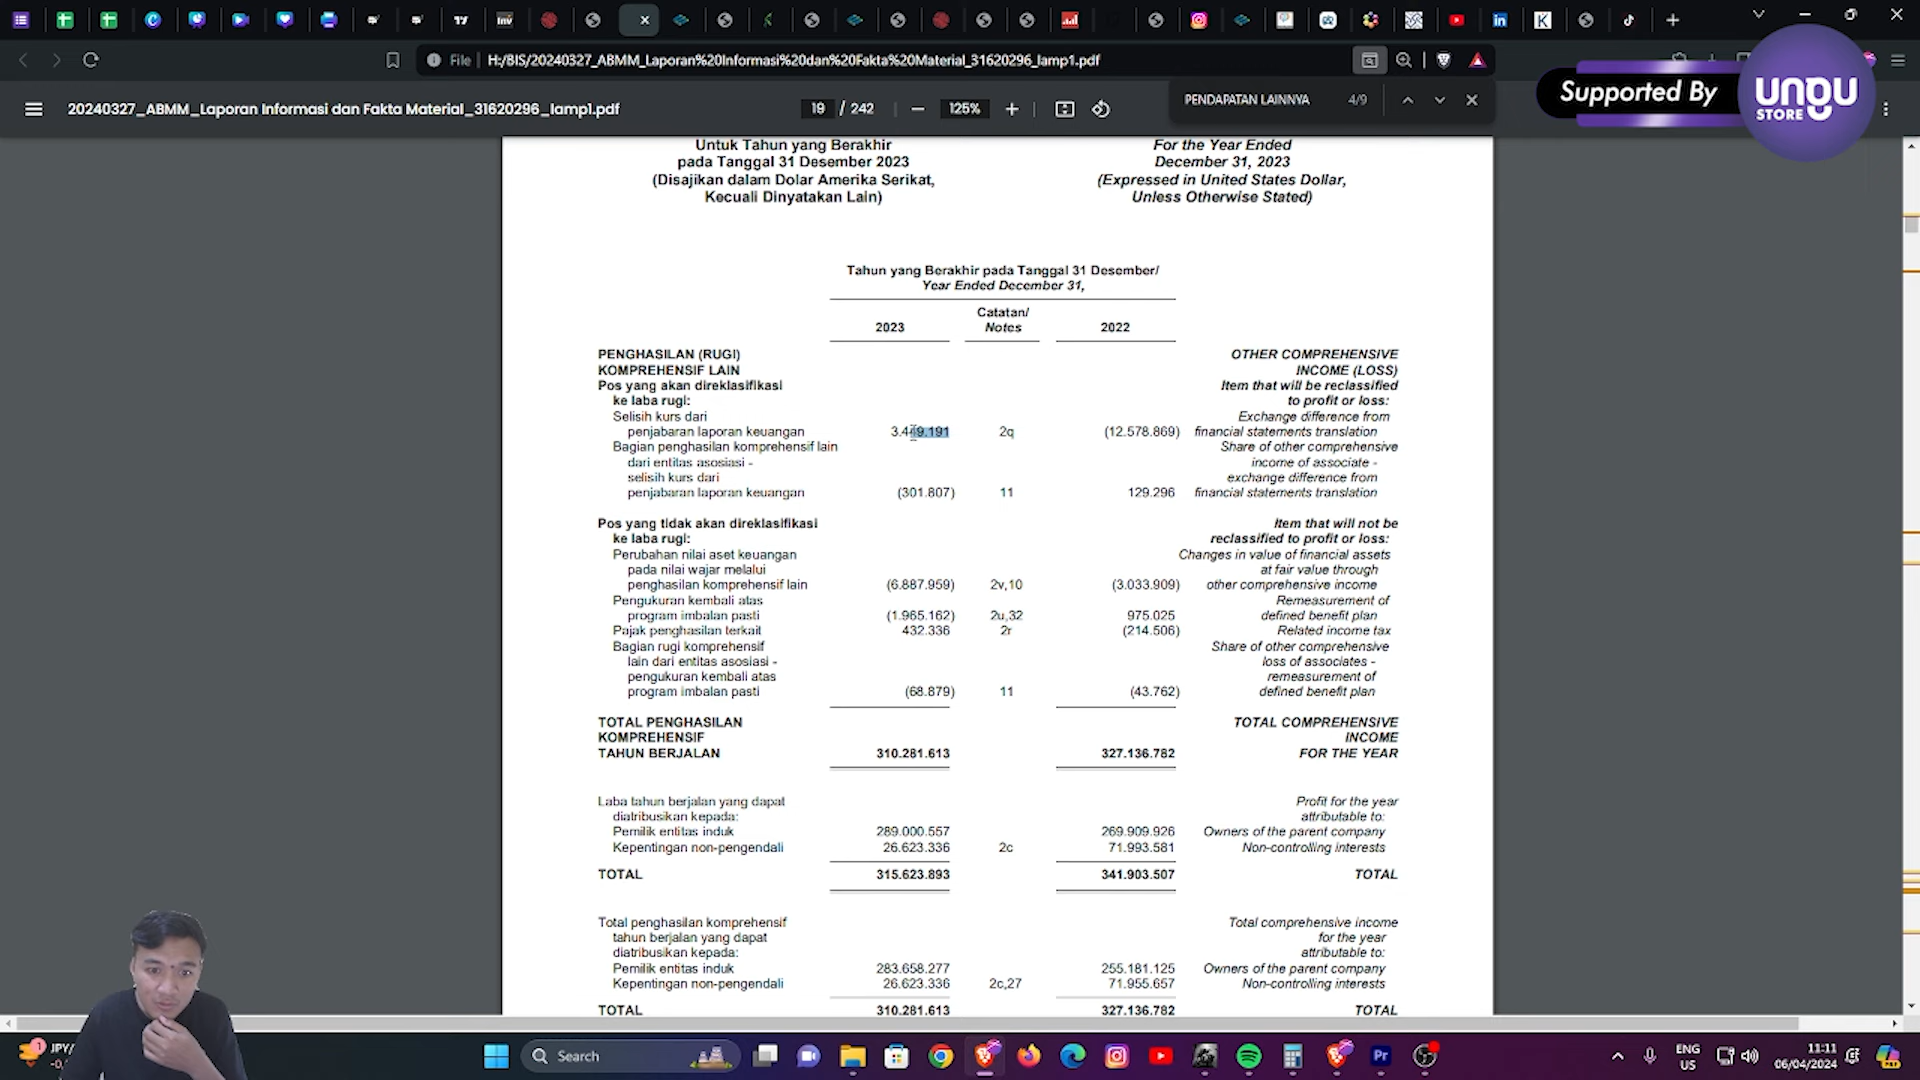 File
H:/BIS/20240327_ABMM_Laporan%20Informasi%20dan%20Fakta%20Material_31620296_lamp1.pdf
20240327_ABMM_Laporan Informasi dan Fakta Material_31620296_lamp1.pdf
19 / 242
125%
PENDAPATAN LAINNYA 4/9
Supported By
UNGU
STORE
Untuk Tahun yang Berakhir
pada Tanggal 31 Desember 2023
(Disajikan dalam Dolar Amerika Serikat,
Kecuali Dinyatakan Lain)
For the Year Ended
December 31, 2023
(Expressed in United States Dollar,
Unless Otherwise Stated)
Tahun yang Berakhir pada Tanggal 31 Desember/
Year Ended December 31,
2023 Catatan/ Notes 2022
PENGHASILAN (RUGI) OTHER COMPREHENSIVE
KOMPREHENSIF LAIN INCOME (LOSS)
Pos yang akan direklasifikasi Item that will be reclassified
ke laba rugi: to profit or loss:
Selisih kurs dari Exchange difference from
penjabaran laporan keuangan 3.449.191 2q (12.578.869) financial statements translation
Bagian penghasilan komprehensif lain Share of other comprehensive
dari entitas asosiasi - income of associate -
selisih kurs dari exchange difference from
penjabaran laporan keuangan (301.807) 11 129.296 financial statements translation
Pos yang tidak akan direklasifikasi Item that will not be
ke laba rugi: reclassified to profit or loss:
Perubahan nilai aset keuangan Changes in value of financial assets
pada nilai wajar melalui at fair value through
penghasilan komprehensif lain (6.887.959) 2v,10 (3.033.909) other comprehensive income
Pengukuran kembali atas Remeasurement of
program imbalan pasti (1.965.162) 2u,32 975.025 defined benefit plan
Pajak penghasilan terkait 432.336 2r (214.506) Related income tax
Bagian rugi komprehensif Share of other comprehensive
lain dari entitas asosiasi - loss of associates -
pengukuran kembali atas remeasurement of
program imbalan pasti (68.879) 11 (43.762) defined benefit plan
TOTAL PENGHASILAN TOTAL COMPREHENSIVE
KOMPREHENSIF INCOME
TAHUN BERJALAN 310.281.613 327.136.782 FOR THE YEAR
Laba tahun berjalan yang dapat Profit for the year
diatribusikan kepada: attributable to:
Pemilik entitas induk 289.000.557 269.909.926 Owners of the parent company
Kepentingan non-pengendali 26.623.336 2c 71.993.581 Non-controlling interests
TOTAL 315.623.893 341.903.507 TOTAL
Total penghasilan komprehensif Total comprehensive income
tahun berjalan yang dapat for the year
diatribusikan kepada: attributable to:
Pemilik entitas induk 283.658.277 255.181.125 Owners of the parent company
Kepentingan non-pengendali 26.623.336 2c,27 71.955.657 Non-controlling interests
TOTAL 310.281.613 327.136.782 TOTAL
JPY/
Search
ENG
US
11:11
06/04/2024